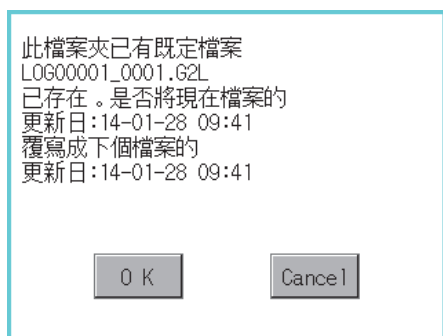 此檔案夾已有既定檔案
LOG00001_0001.G2L
已存在。是否將現在檔案的
更新日:14-01-28 09:41
覆寫成下個檔案的
更新日:14-01-28 09:41
OK
Cancel